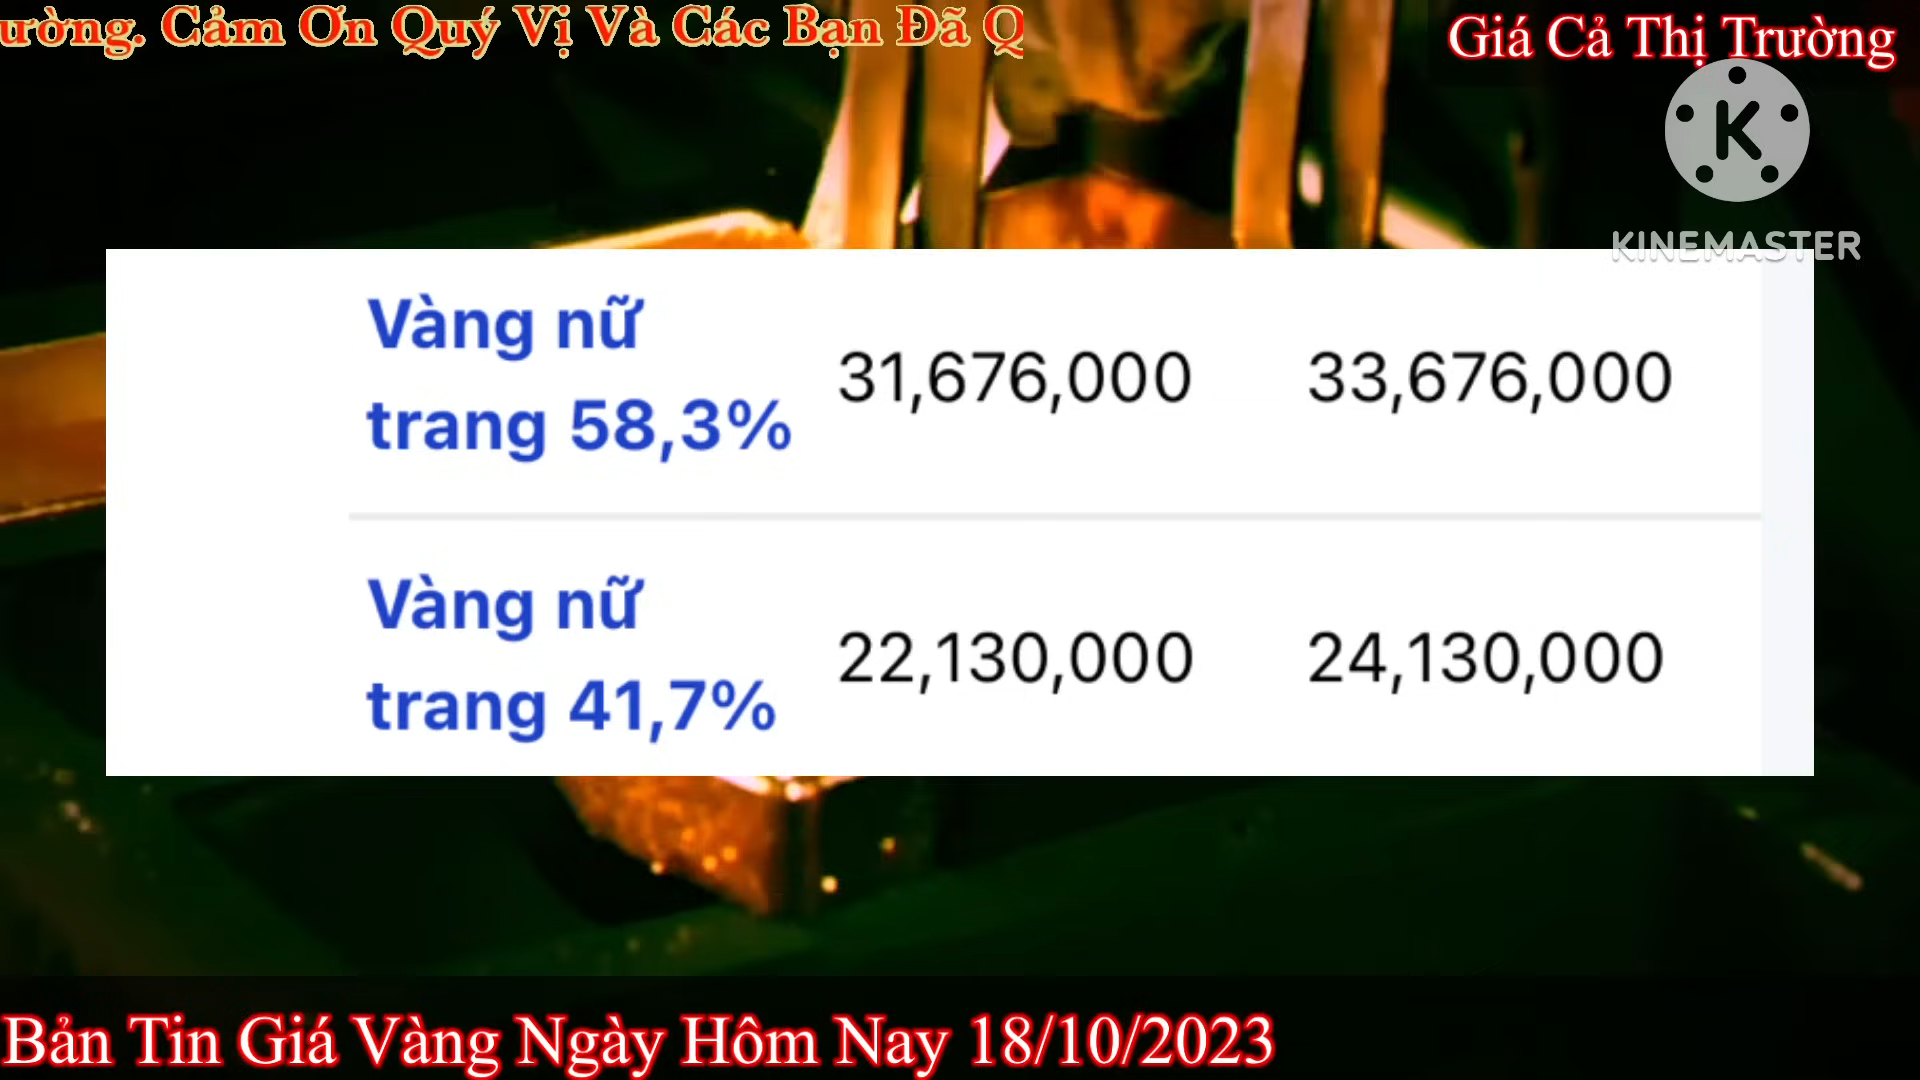 ường. Cảm Ơn Quý Vị Và Các Bạn Đã Q
Giá Cả Thị Trường
K
KINEMASTER
Vàng nữ
trang 58,3% 31,676,000 33,676,000
Vàng nữ
trang 41,7% 22,130,000 24,130,000
Bản Tin Giá Vàng Ngày Hôm Nay 18/10/2023